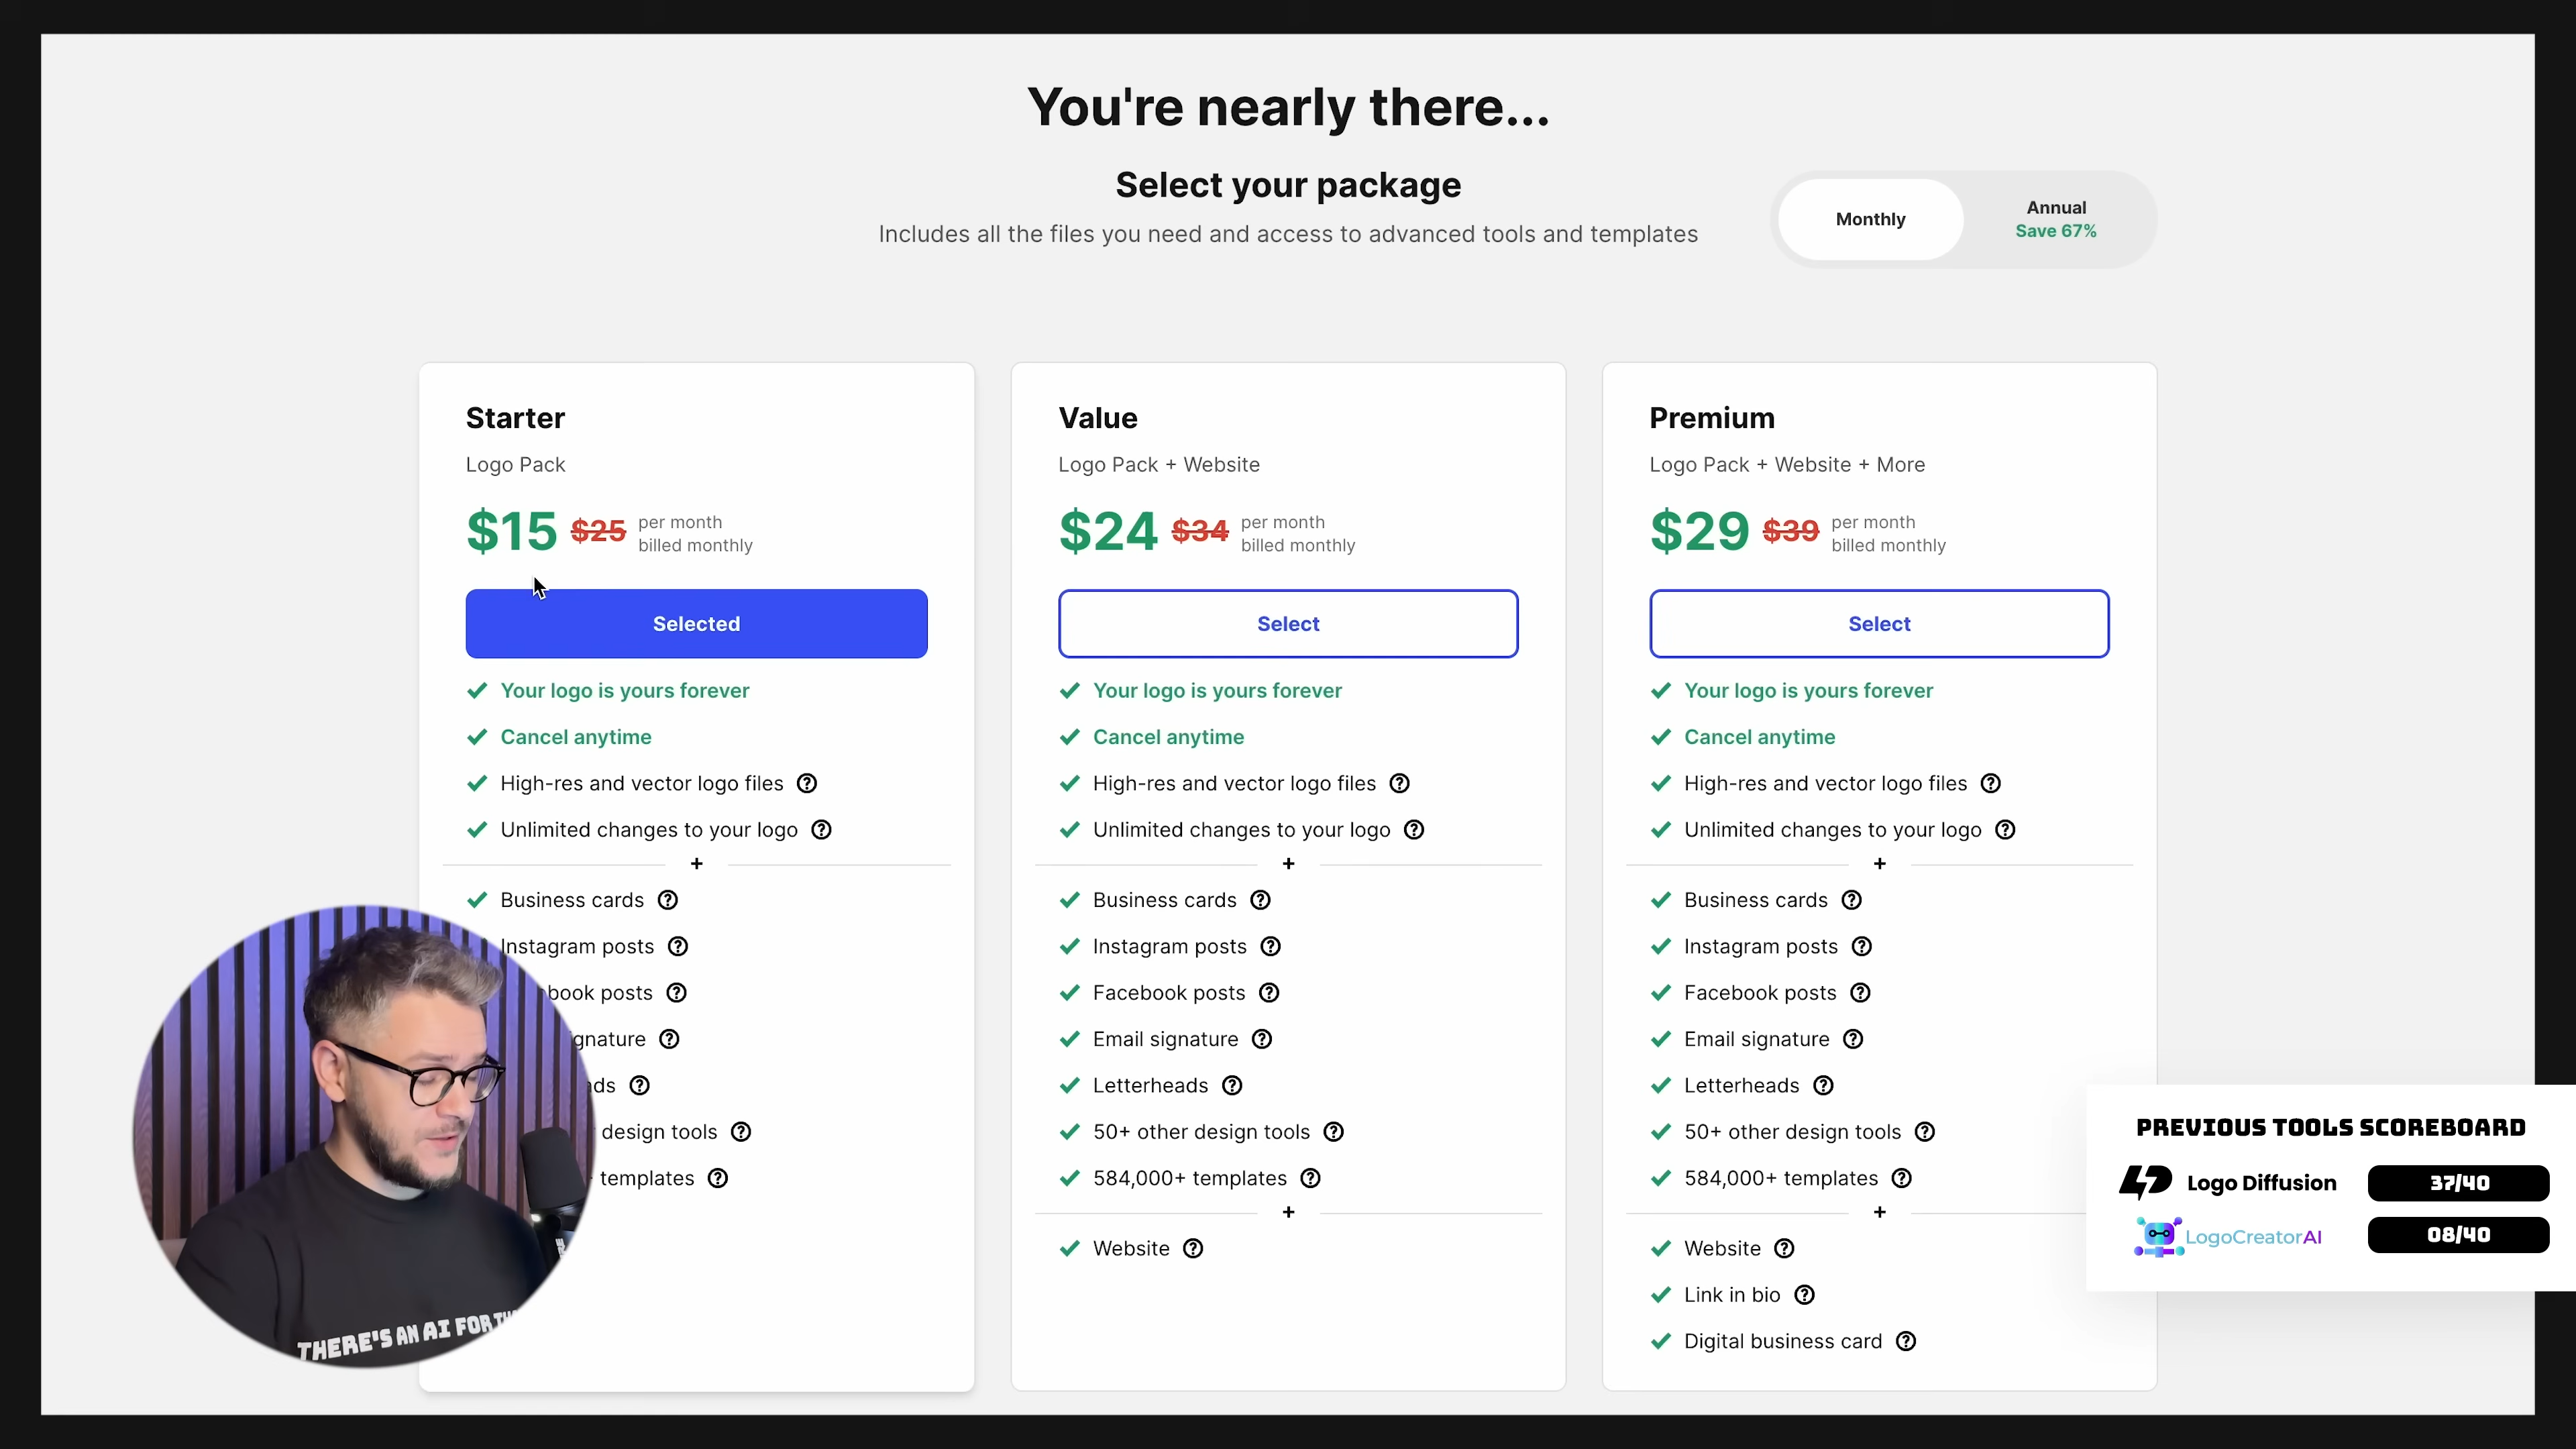 You're nearly there...
Select your package
Includes all the files you need and access to advanced tools and templates
Monthly
Annual
Save 67%
Starter
Logo Pack
$15 $25 per month
billed monthly
Selected
Your logo is yours forever
Cancel anytime
High-res and vector logo files
Unlimited changes to your logo
+
Business cards
Instagram posts
book posts
gnature
ds
design tools
templates
Value
Logo Pack + Website
$24 $34 per month
billed monthly
Select
Your logo is yours forever
Cancel anytime
High-res and vector logo files
Unlimited changes to your logo
+
Business cards
Instagram posts
Facebook posts
Email signature
Letterheads
50+ other design tools
584,000+ templates
+
Website
Premium
Logo Pack + Website + More
$29 $39 per month
billed monthly
Select
Your logo is yours forever
Cancel anytime
High-res and vector logo files
Unlimited changes to your logo
+
Business cards
Instagram posts
Facebook posts
Email signature
Letterheads
50+ other design tools
584,000+ templates
+
Website
Link in bio
Digital business card
THERE'S AN AI FOR TH
PREVIOUS TOOLS SCOREBOARD
Logo Diffusion 37/40
LogoCreatorAI 08/40